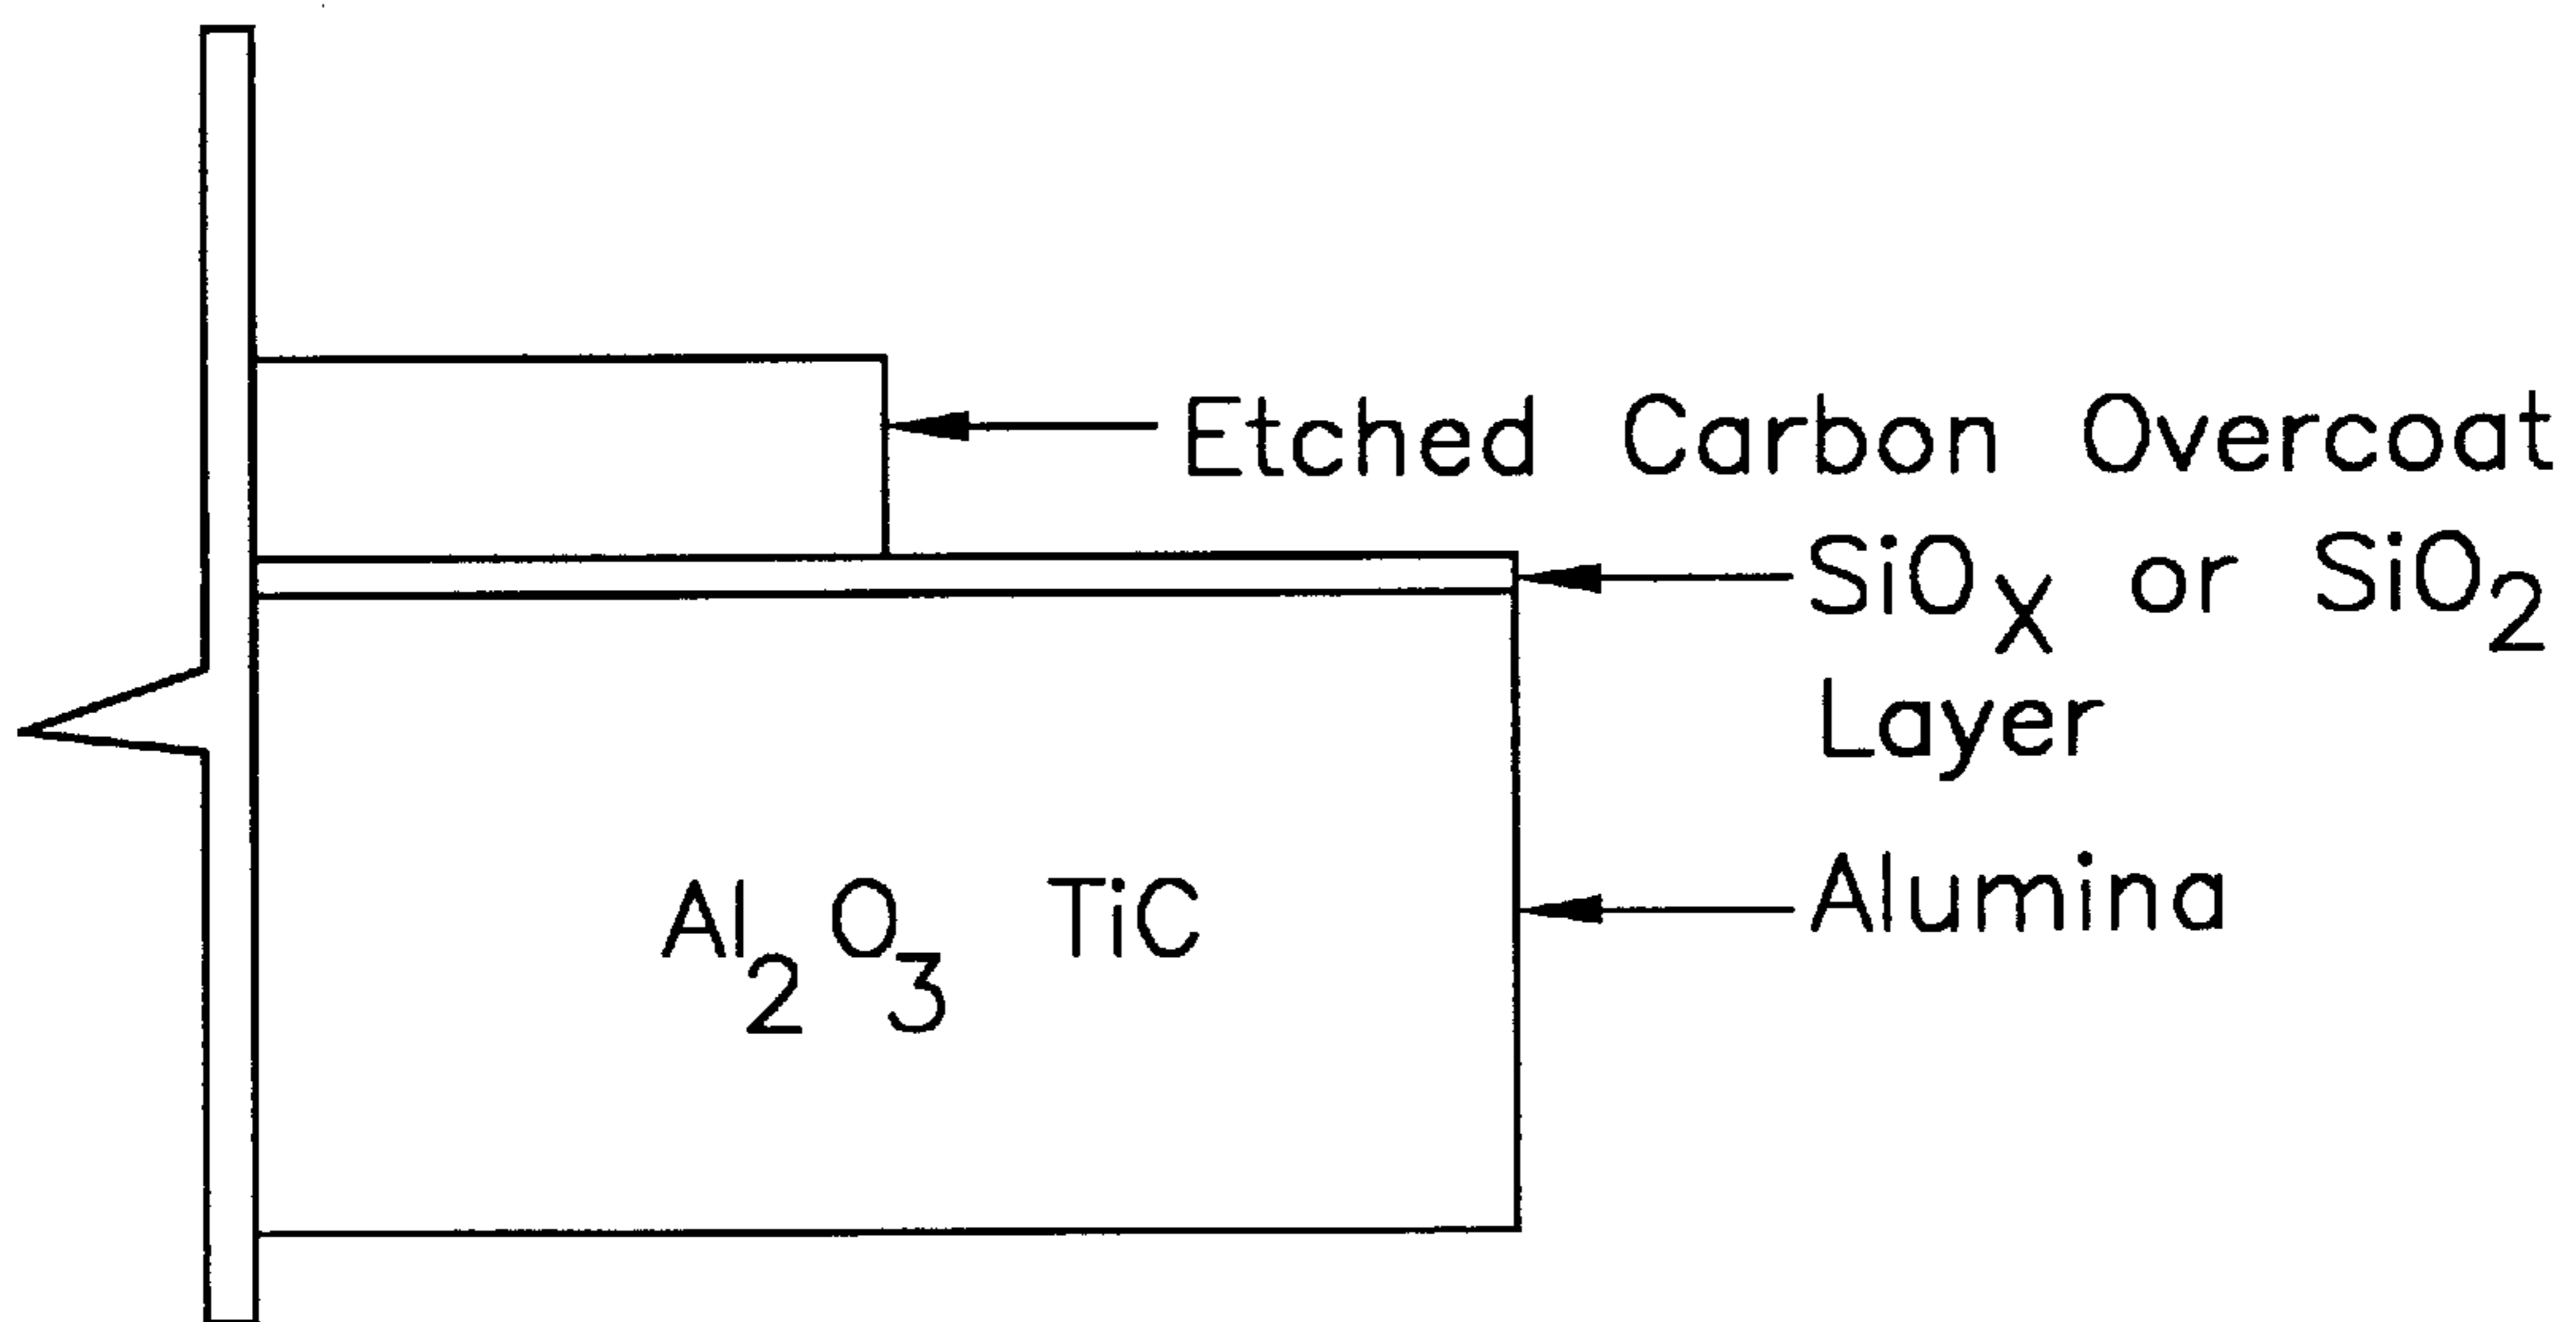 Etched Carbon Overcoat
SiOX or SiO2
Layer
Alumina
Al2O3 TiC